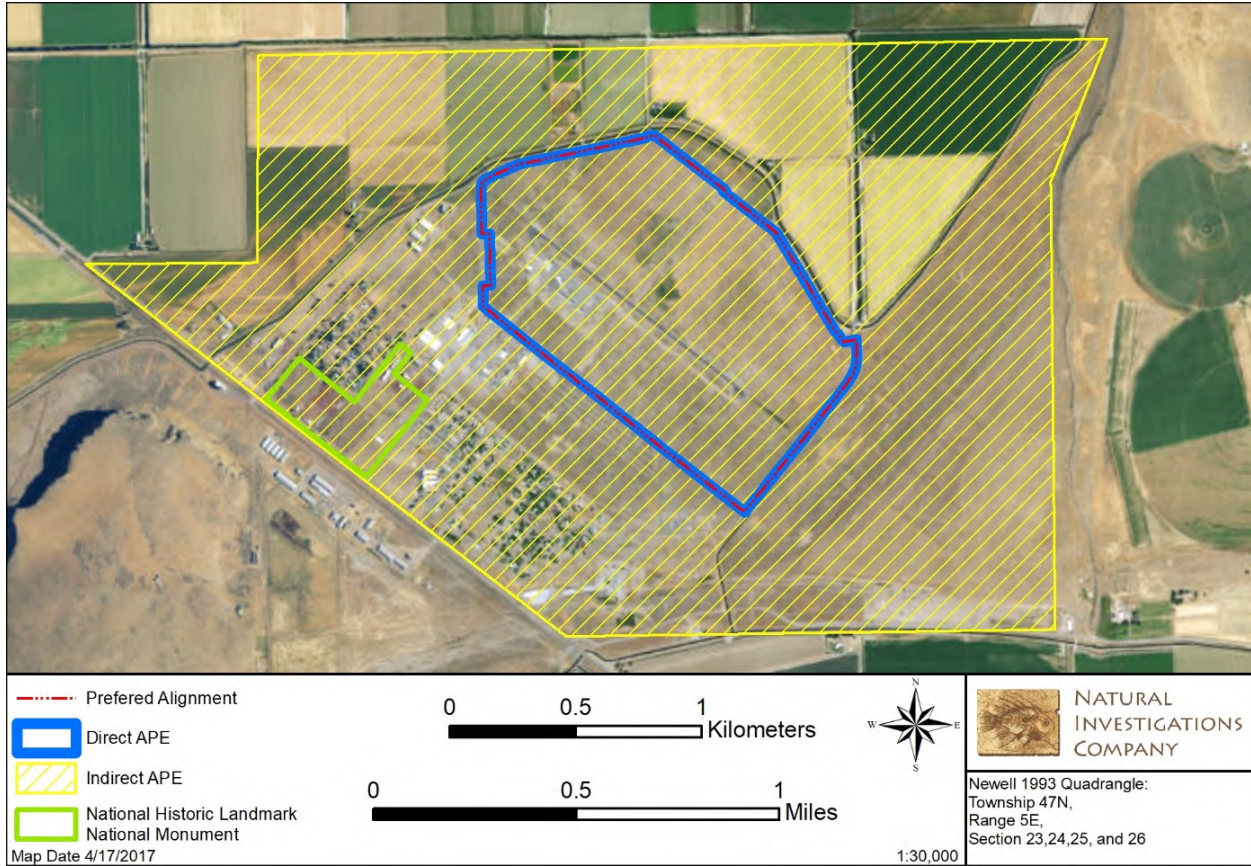 Prefered Alignment
Direct APE
Indirect APE
National Historic Landmark
National Monument
Map Date 4/17/2017
0 0.5 1
Kilometers
0 0.5 1
Miles
N
W E
S
1:30,000
NATURAL
INVESTIGATIONS
COMPANY
Newell 1993 Quadrangle:
Township 47N,
Range 5E,
Section 23,24,25, and 26